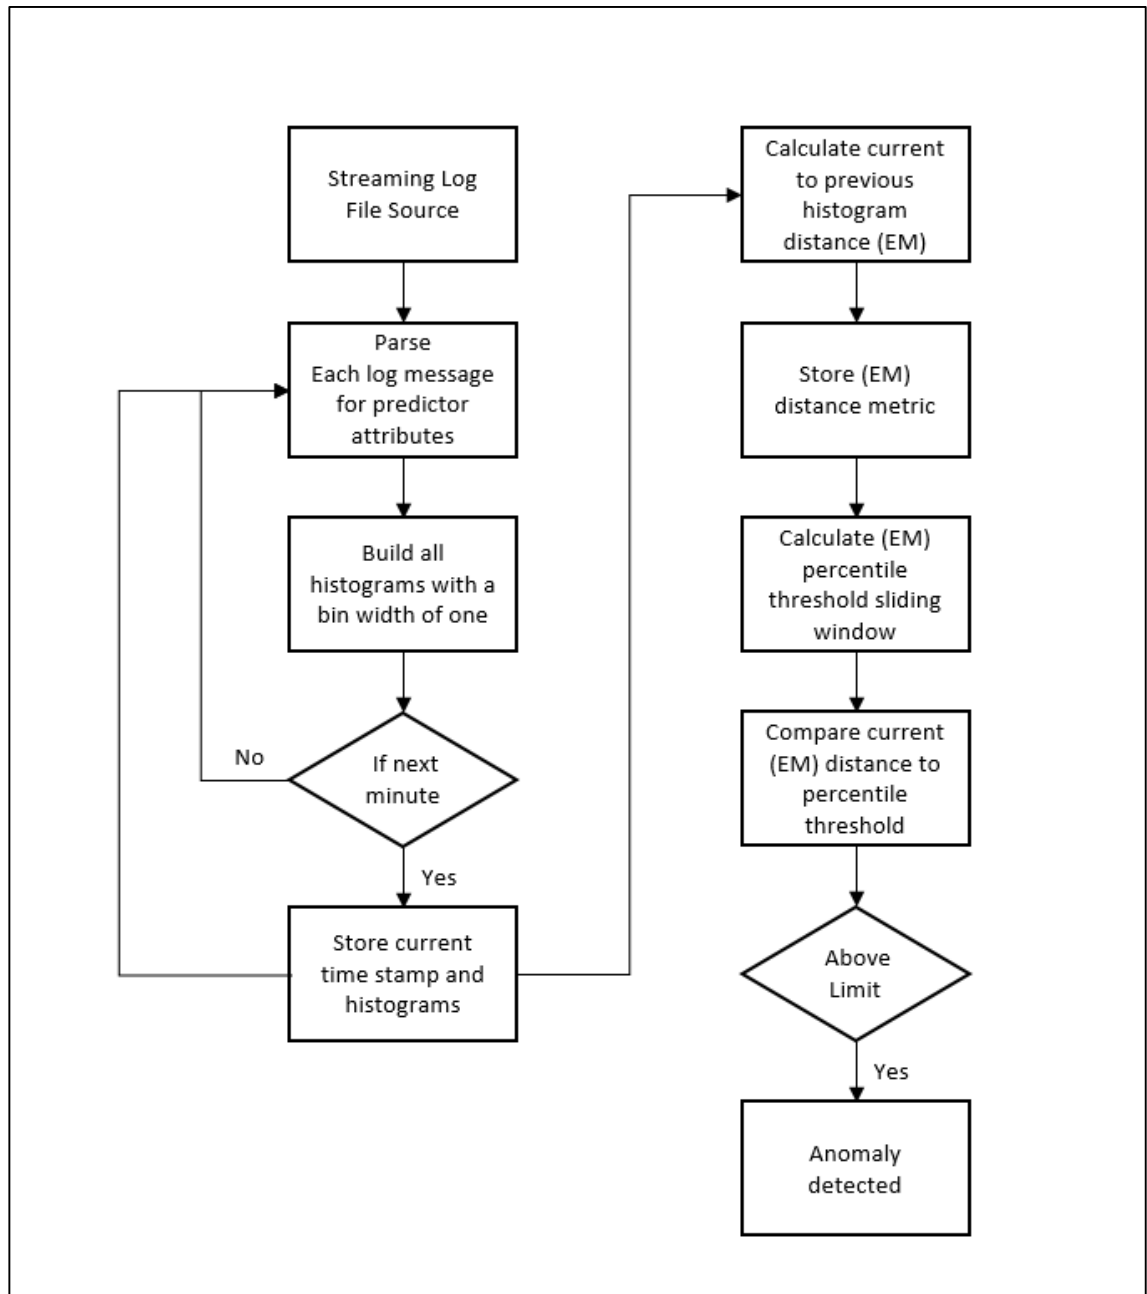 Streaming Log
File Source
Parse
Each log message
for predictor
attributes
Build all
histograms with a
bin width of one
If next
minute
No
Yes
Store current
time stamp and
histograms
Calculate current
to previous
histogram
distance (EM)
Store (EM)
distance metric
Calculate (EM)
percentile
threshold sliding
window
Compare current
(EM) distance to
percentile
threshold
Above
Limit
Yes
Anomaly
detected